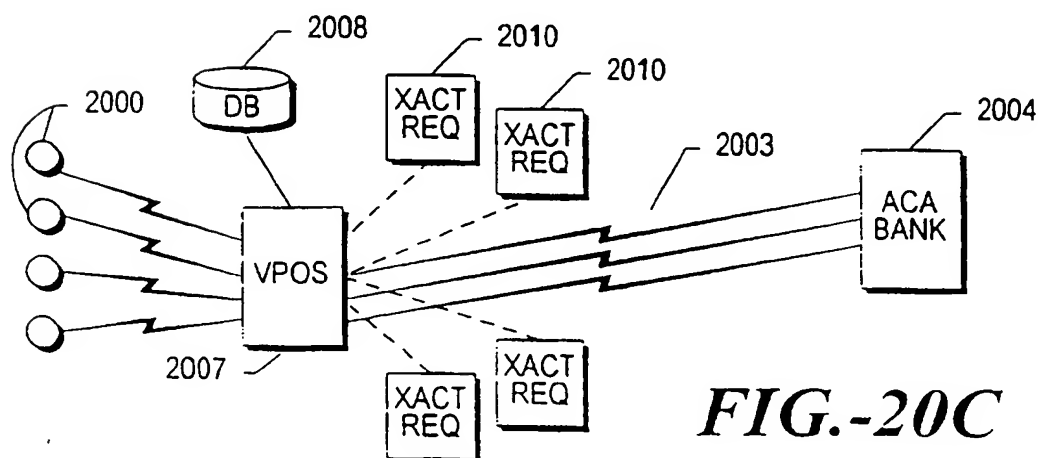 2008
2010
2010
2000
DB
XACT
REQ
XACT
REQ
2004
2003
ACA
BANK
VPOS
2007
XACT
REQ
XACT
REQ
FIG.-20C